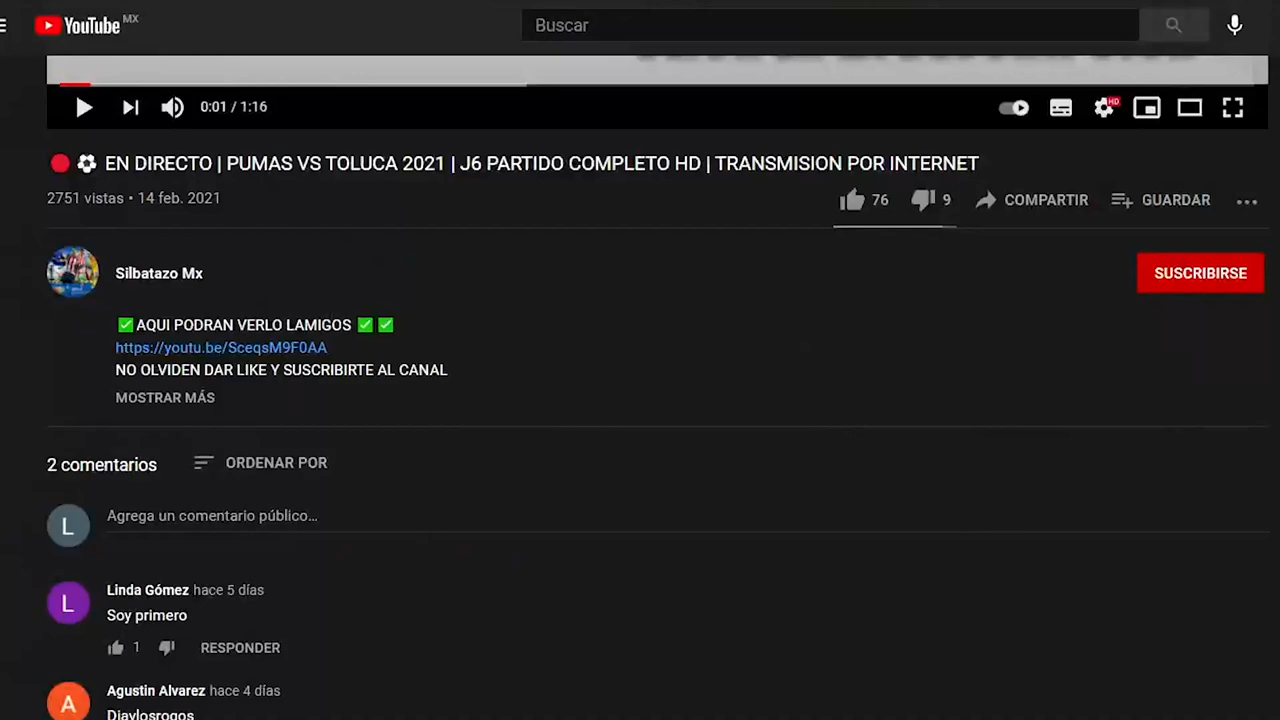 YouTube MX
Buscar
0:01 / 1:16
HD
🔴 ⚽ EN DIRECTO | PUMAS VS TOLUCA 2021 | J6 PARTIDO COMPLETO HD | TRANSMISION POR INTERNET
2751 vistas • 14 feb. 2021
76 9 COMPARTIR GUARDAR
Silbatazo Mx
SUSCRIBIRSE
✅AQUI PODRAN VERLO LAMIGOS ✅ ✅
https://youtu.be/SceqsM9F0AA
NO OLVIDEN DAR LIKE Y SUSCRIBIRTE AL CANAL
MOSTRAR MÁS
2 comentarios ORDENAR POR
L
Agrega un comentario público...
L
Linda Gómez hace 5 días
Soy primero
1 RESPONDER
A
Agustin Alvarez hace 4 días
Diaylosrogos